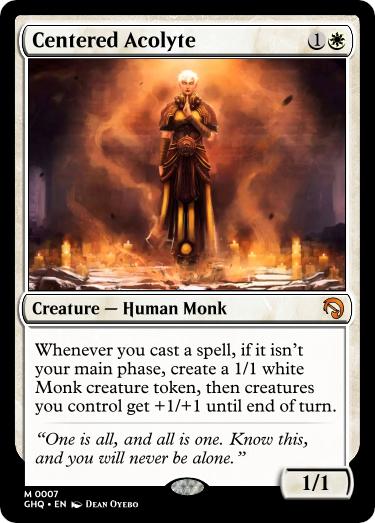 Centered Acolyte 1
Creature — Human Monk
Whenever you cast a spell, if it isn't
your main phase, create a 1/1 white
Monk creature token, then creatures
you control get +1/+1 until end of turn.
“One is all, and all is one. Know this,
and you will never be alone.”
1/1
M 0007
GHQ • EN Dean Oyebo